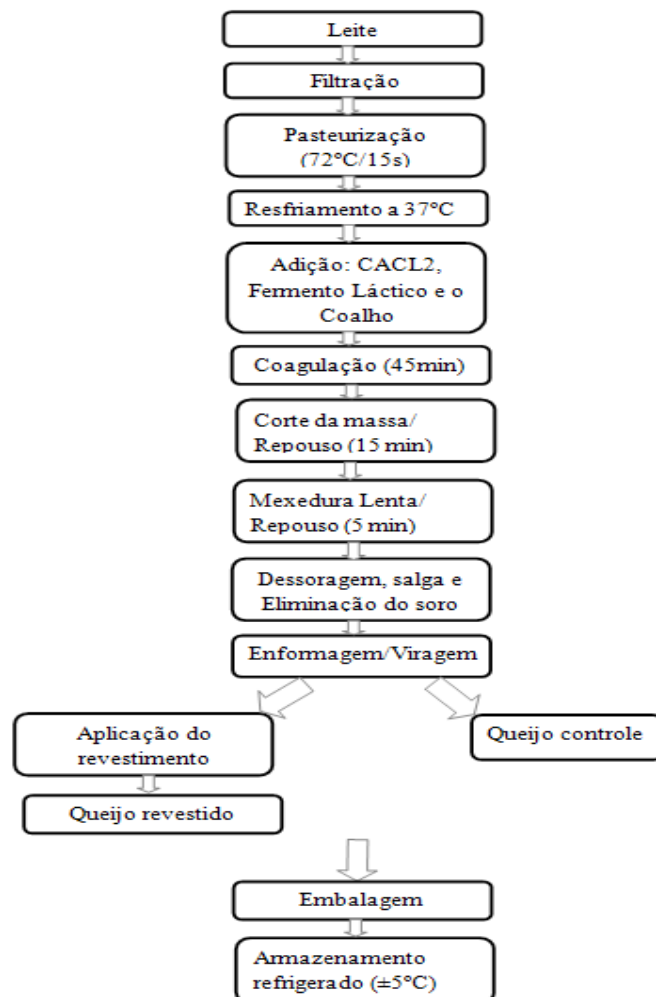 Leite
Filtração
Pasteurização
(72°C/15s)
Resfriamento a 37°C
Adição: CACL2,
Fermento Láctico e o
Coalho
Coagulação (45min)
Corte da massa/
Repouso (15 min)
Mexedura Lenta/
Repouso (5 min)
Dessoragem, salga e
Eliminação do soro
Enformagem/Viragem
Aplicação do
revestimento
Queijo controle
Queijo revestido
Embalagem
Armazenamento
refrigerado (±5°C)